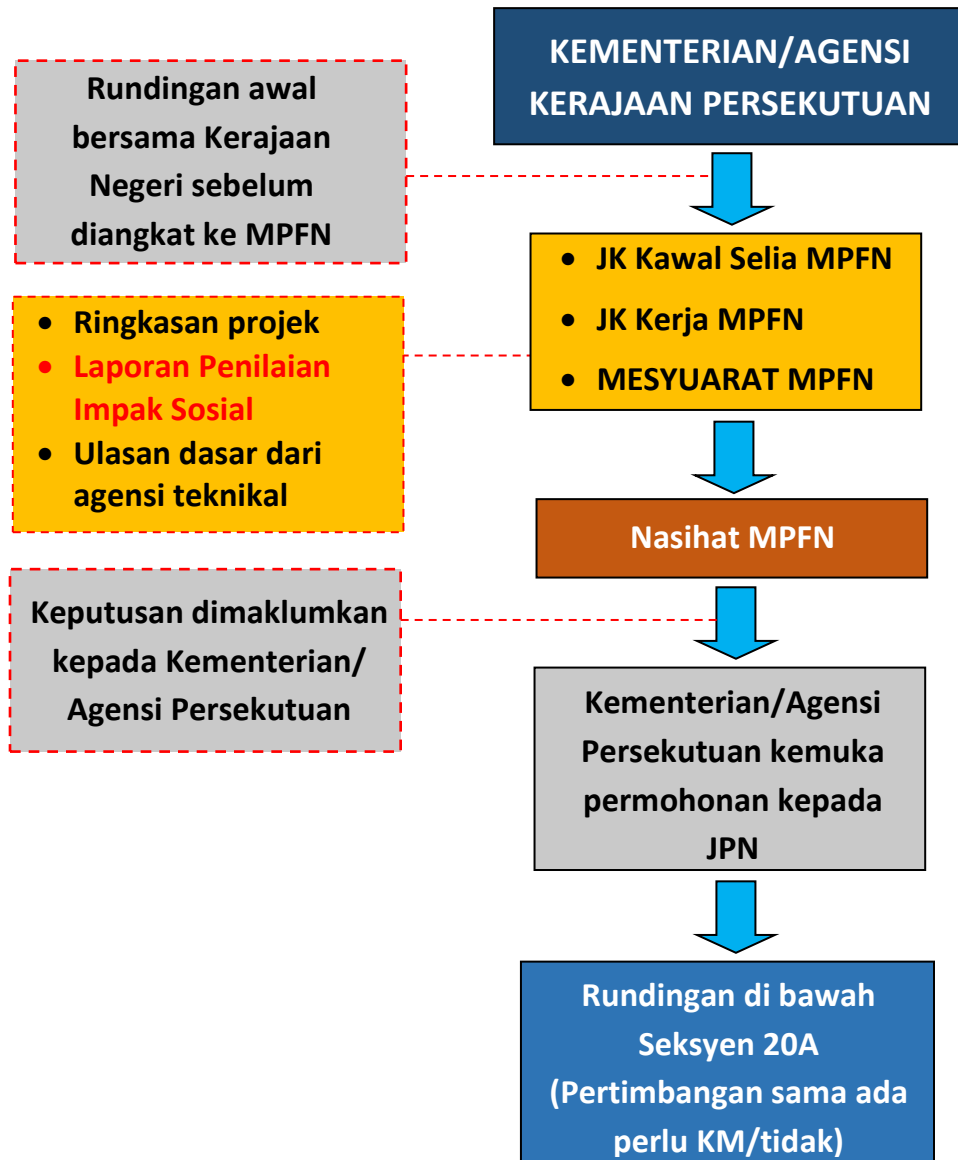 KEMENTERIAN/AGENSI
KERAJAAN PERSEKUTUAN
Rundingan awal
bersama Kerajaan
Negeri sebelum
diangkat ke MPFN
• JK Kawal Selia MPFN
• JK Kerja MPFN
• MESYUARAT MPFN
• Ringkasan projek
• Laporan Penilaian
Impak Sosial
• Ulasan dasar dari
agensi teknikal
Nasihat MPFN
Keputusan dimaklumkan
kepada Kementerian/
Agensi Persekutuan
Kementerian/Agensi
Persekutuan kemuka
permohonan kepada
JPN
Rundingan di bawah
Seksyen 20A
(Pertimbangan sama ada
perlu KM/tidak)